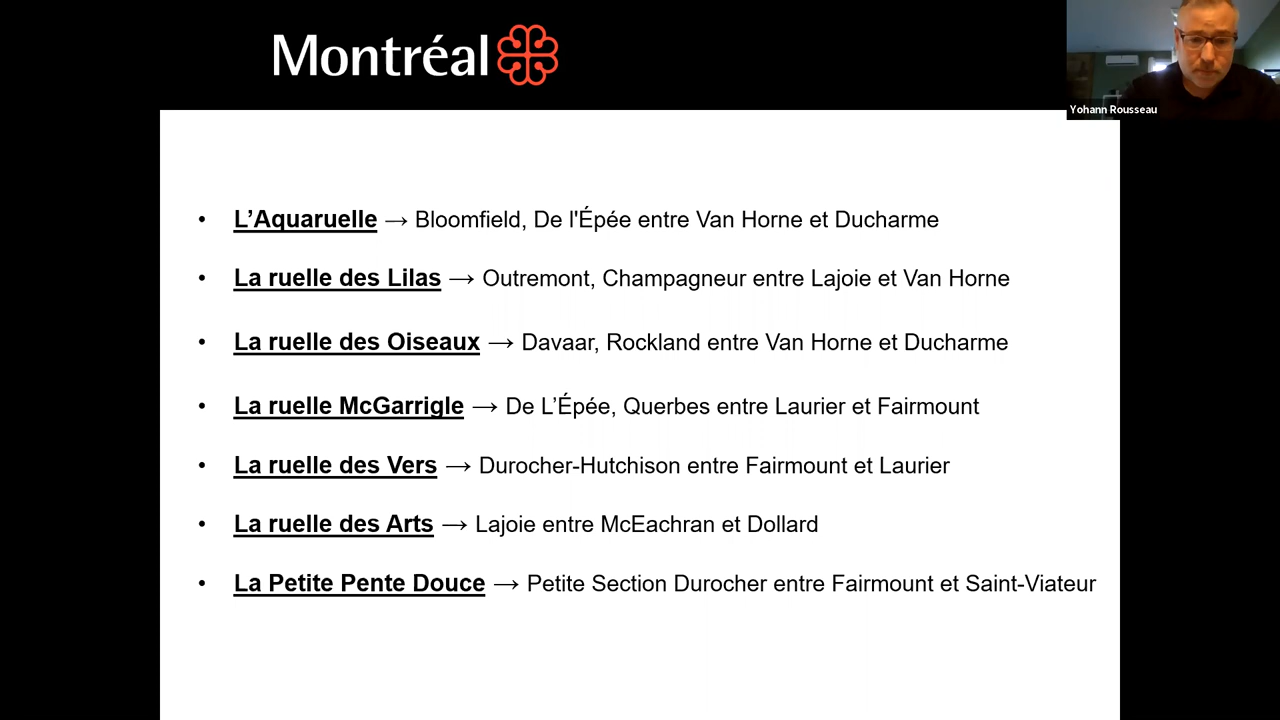 Montréal
Yohann Rousseau
• L’Aquaruelle → Bloomfield, De l'Épée entre Van Horne et Ducharme
• La ruelle des Lilas → Outremont, Champagneur entre Lajoie et Van Horne
• La ruelle des Oiseaux → Davaar, Rockland entre Van Horne et Ducharme
• La ruelle McGarrigle → De L’Épée, Querbes entre Laurier et Fairmount
• La ruelle des Vers → Durocher-Hutchison entre Fairmount et Laurier
• La ruelle des Arts → Lajoie entre McEachran et Dollard
• La Petite Pente Douce → Petite Section Durocher entre Fairmount et Saint-Viateur